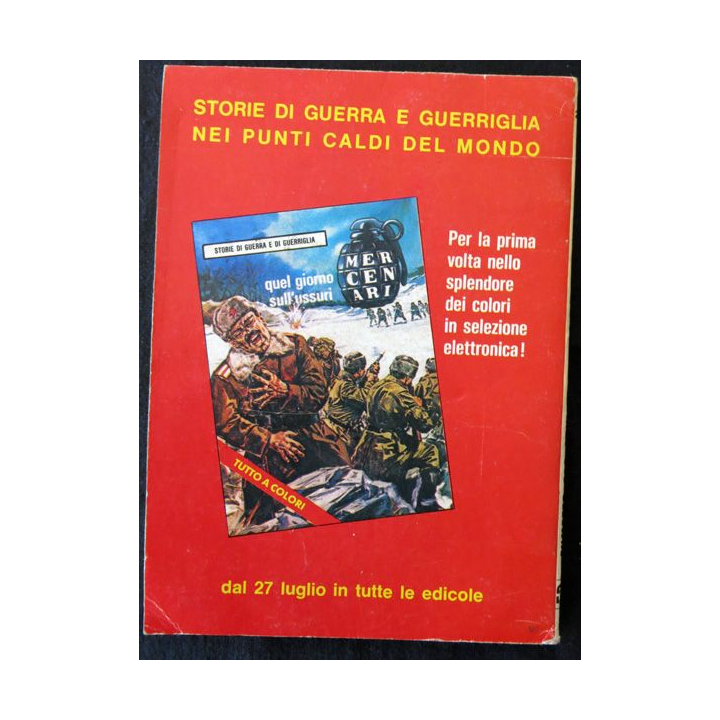 STORIE DI GUERRA E GUERRIGLIA
NEI PUNTI CALDI DEL MONDO
STORIE DI GUERRA E DI GUERRIGLIA
quel giorno
sull'ussuri
MER
CEN
ARI
TUTTO A COLORI
Per la prima
volta nello
splendore
dei colori
in selezione
elettronica!
dal 27 luglio in tutte le edicole